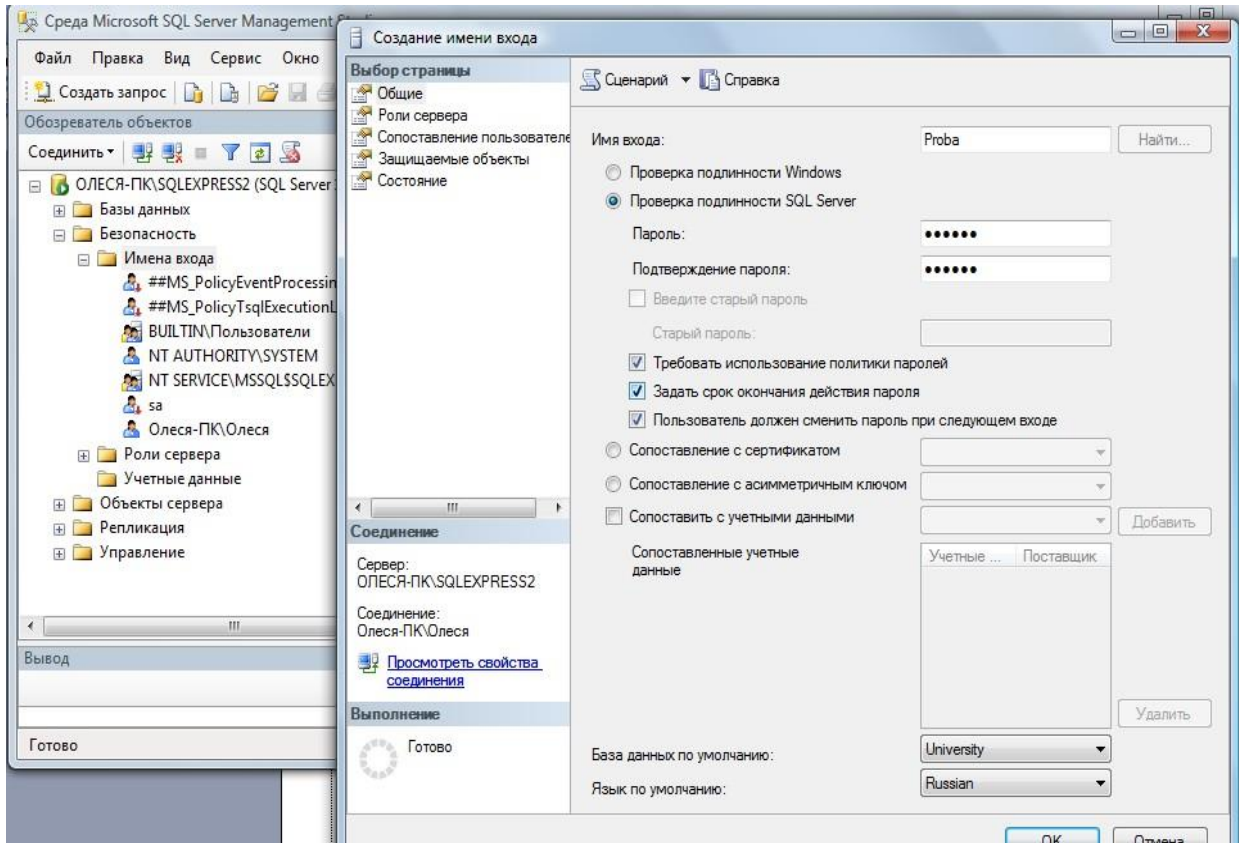 Среда Microsoft SQL Server Management
Файл Правка Вид Сервис Окно
Создать запрос
Обозреватель объектов
Соединить
ОЛЕСЯ-ПК\SQLEXPRESS2 (SQL Server
Базы данных
Безопасность
Имена входа
##MS_PolicyEventProcessin
##MS_PolicyTsqlExecutionL
BUILTIN\Пользователи
NT AUTHORITY\SYSTEM
NT SERVICE\MSSQL$SQLEX
sa
Олеся-ПК\Олеся
Роли сервера
Учетные данные
Объекты сервера
Репликация
Управление
Вывод
Готово
Создание имени входа
Выбор страницы
Общие
Роли сервера
Сопоставление пользователе
Защищаемые объекты
Состояние
Соединение
Сервер:
ОЛЕСЯ-ПК\SQLEXPRESS2
Соединение:
Олеся-ПК\Олеся
Просмотреть свойства
соединения
Выполнение
Готово
Сценарий Справка
Имя входа: Proba Найти...
Проверка подлинности Windows
Проверка подлинности SQL Server
Пароль: ●●●●●●
Подтверждение пароля: ●●●●●●
Введите старый пароль
Старый пароль:
Требовать использование политики паролей
Задать срок окончания действия пароля
Пользователь должен сменить пароль при следующем входе
Сопоставление с сертификатом
Сопоставление с асимметричным ключом
Сопоставить с учетными данными Добавить
Сопоставленные учетные
данные
Учетные ... Поставщик
Удалить
База данных по умолчанию: University
Язык по умолчанию: Russian
OK Отмена